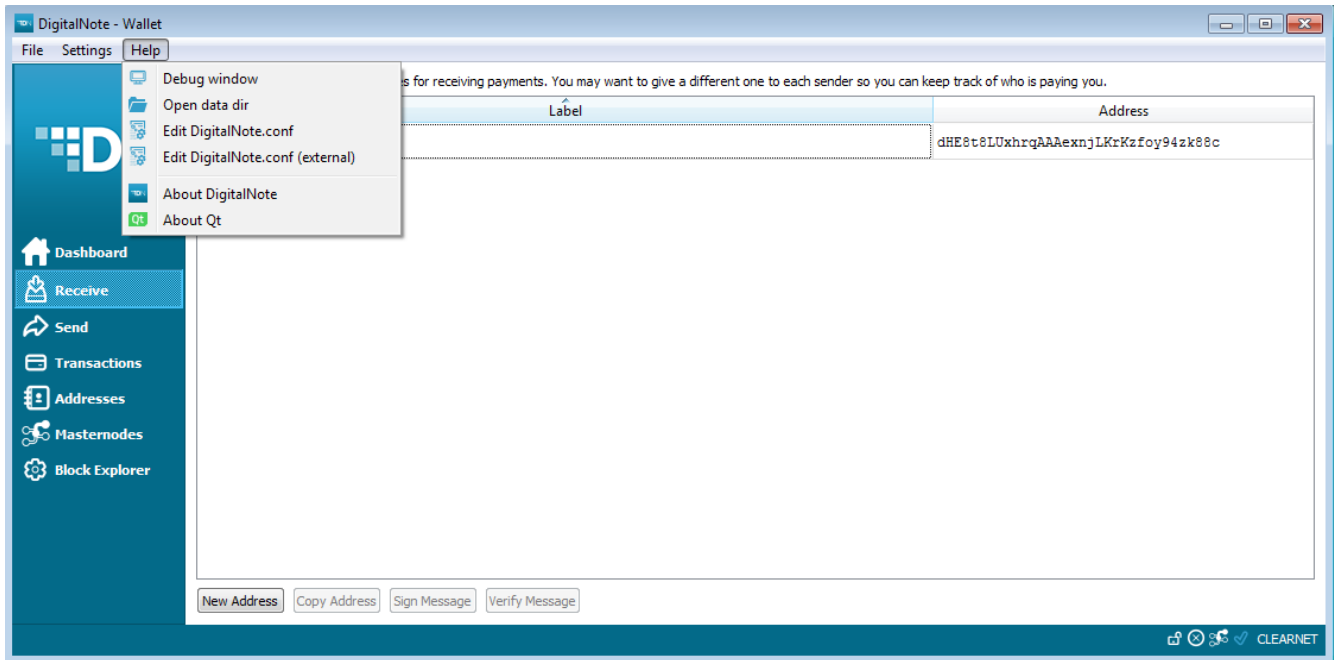 DigitalNote - Wallet
File Settings Help
Debug window
Open data dir
Edit DigitalNote.conf
Edit DigitalNote.conf (external)
About DigitalNote
Qt About Qt
for receiving payments. You may want to give a different one to each sender so you can keep track of who is paying you.
Label Address
dHE8t8LUxhrqAAAexnjLKrKzfoy94zk88c
D
Dashboard
Receive
Send
Transactions
Addresses
Masternodes
Block Explorer
New Address Copy Address Sign Message Verify Message
CLEARNET